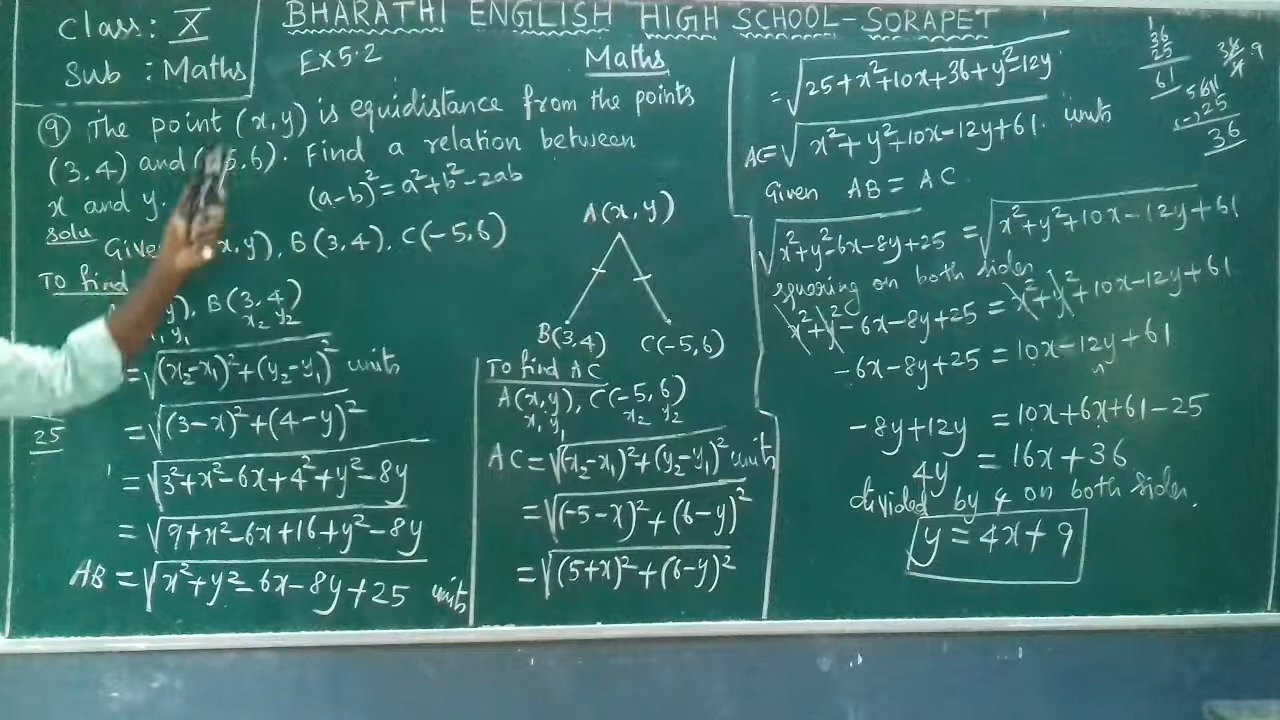 Class: X
Sub : Maths
BHARATHI ENGLISH HIGH SCHOOL-SORAPET
EX 5.2
Maths
9 The point (x,y) is equidistance from the points
(3,4) and (5,6). Find a relation between
x and y.
(a-b)²=a²+b²-2ab
Solu
Give x,y), B(3,4), C(-5,6)
To find
y), B(3,4)
y₁ x₂ y₂
=√(x₂-x₁)²+(y₂-y₁)² units
=√(3-x)²+(4-y)²
25
=√3²+x²-6x+4²+y²-8y
=√9+x²-6x+16+y²-8y
AB =√x²+y²-6x-8y+25 units
A(x,y)
B(3,4) C(-5,6)
To find AC
A(x,y), C(-5,6)
x₁ y₁ x₂ y₂
AC=√(x₂-x₁)²+(y₂-y₁)² units
=√(-5-x)²+(6-y)²
=√(5+x)²+(6-y)²
=√25+x²+10x+36+y²-12y
AC=√x²+y²+10x-12y+61. units
Given AB = AC
√x²+y²-6x-8y+25 =√x²+y²+10x-12y+61
squaring on both sides
x²+y²-6x-8y+25 = x²+y²+10x-12y+61
-6x-8y+25 = 10x-12y+61
-8y+12y = 10x+6x+61-25
4y = 16x+36
divided by 4 on both sides.
y = 4x+9
36
25
61
9
25
36